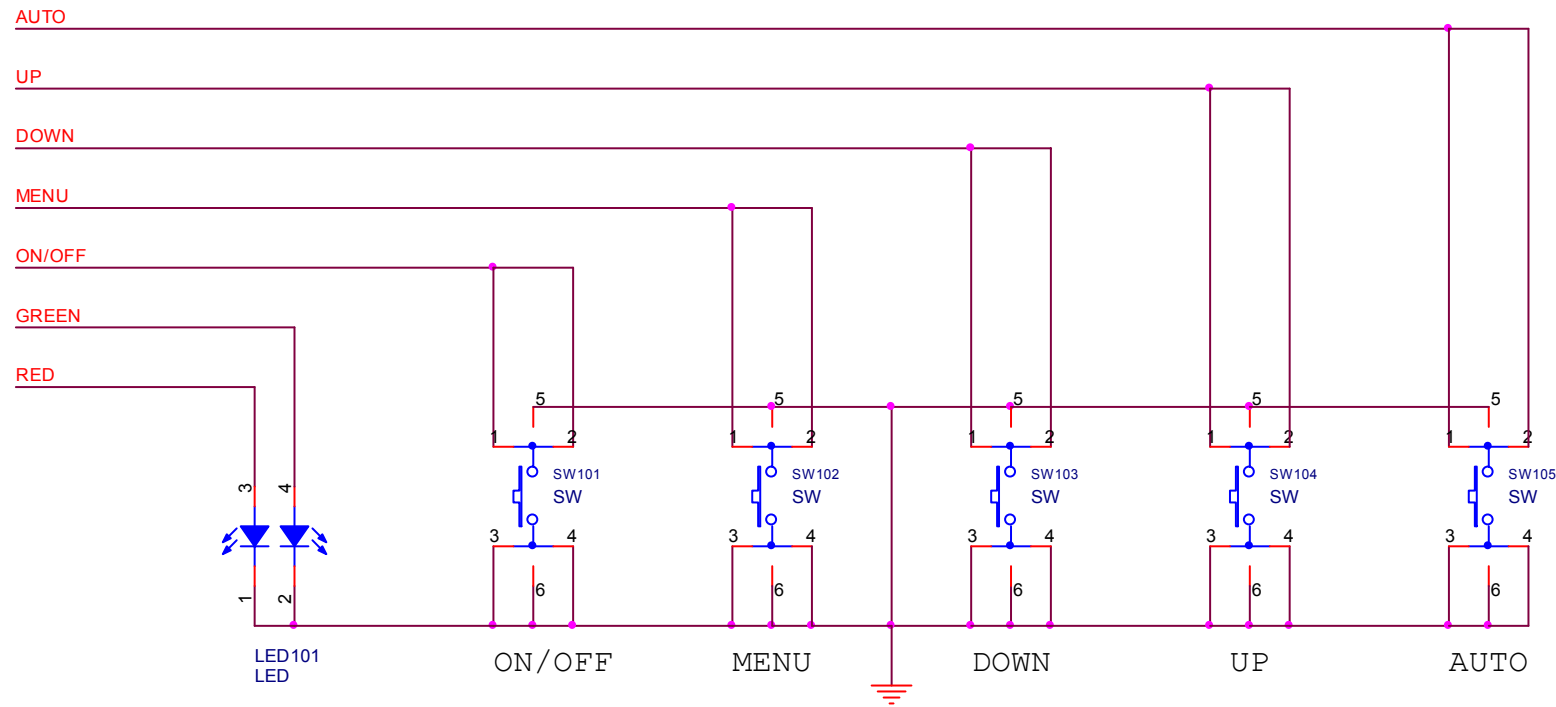 AUTO
UP
DOWN
MENU
ON/OFF
GREEN
RED
5 5 5 5 5
1 2 1 2 1 2 1 2 1 2
SW101 SW102 SW103 SW104 SW105
SW SW SW SW SW
3 4
3 4 3 4 3 4 3 4 3 4
6 6 6 6 6
1 2
LED101
LED
ON/OFF MENU DOWN UP AUTO